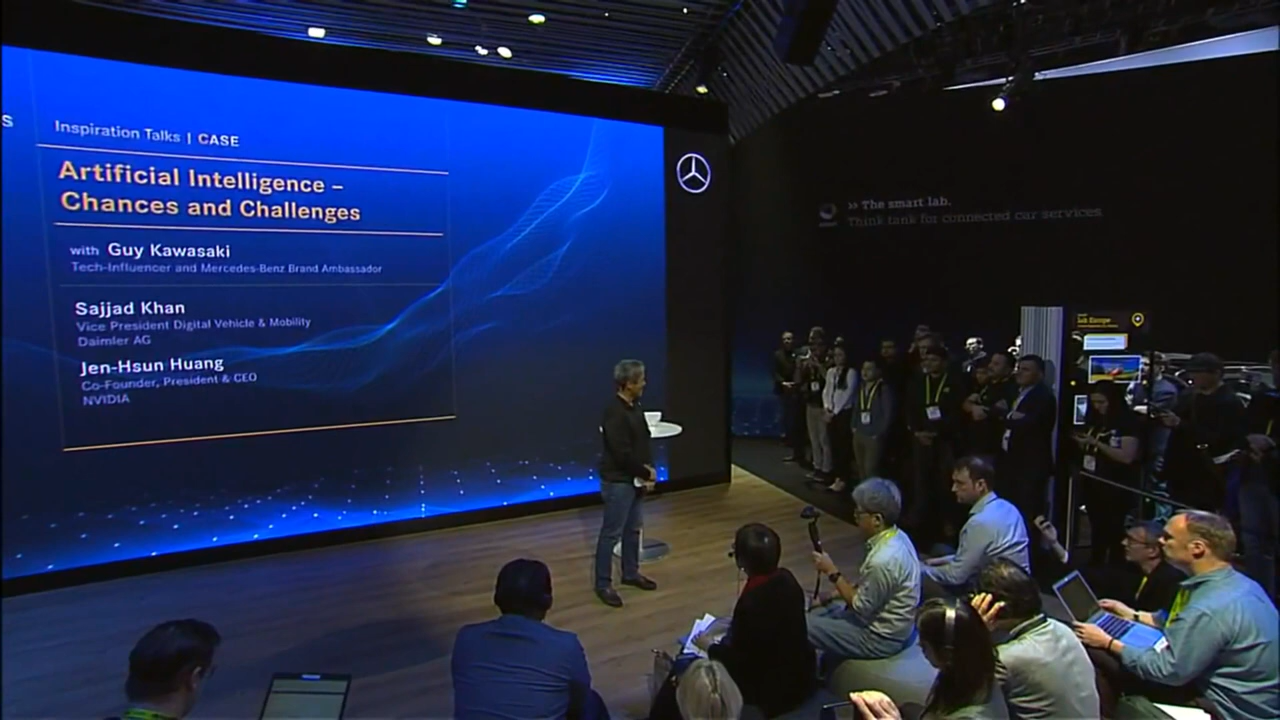 s
Inspiration Talks | CASE
Artificial Intelligence –
Chances and Challenges
with Guy Kawasaki
Tech-Influencer and Mercedes-Benz Brand Ambassador
Sajjad Khan
Vice President Digital Vehicle & Mobility
Daimler AG
Jen-Hsun Huang
Co-Founder, President & CEO
NVIDIA
>> The smart lab.
Think tank for connected car services.
lab Europe